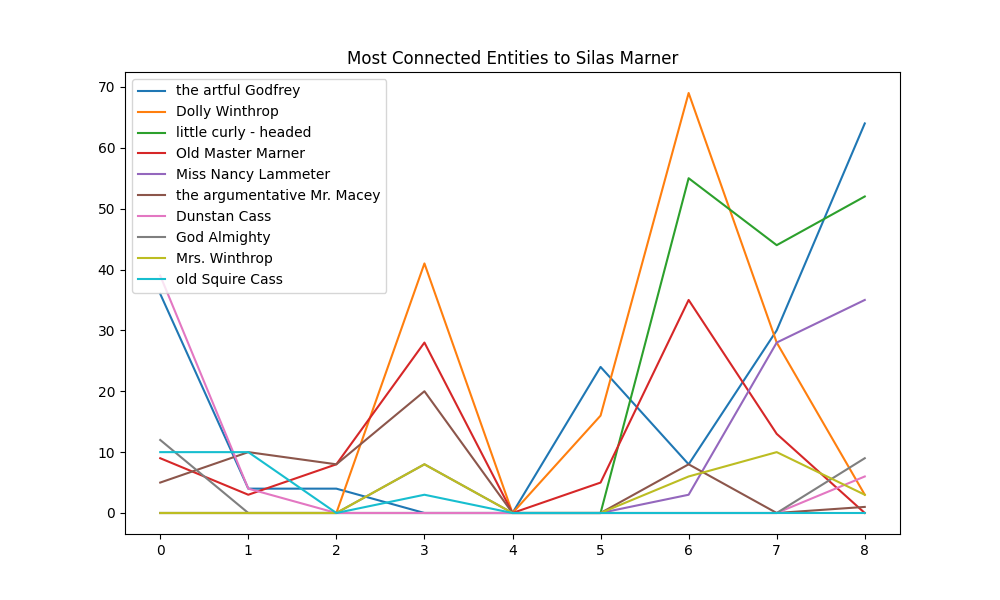 Most Connected Entities to Silas Marner
70
60
50
40
30
20
10
0
the artful Godfrey
Dolly Winthrop
little curly - headed
Old Master Marner
Miss Nancy Lammeter
the argumentative Mr. Macey
Dunstan Cass
God Almighty
Mrs. Winthrop
old Squire Cass
0 1 2 3 4 5 6 7 8